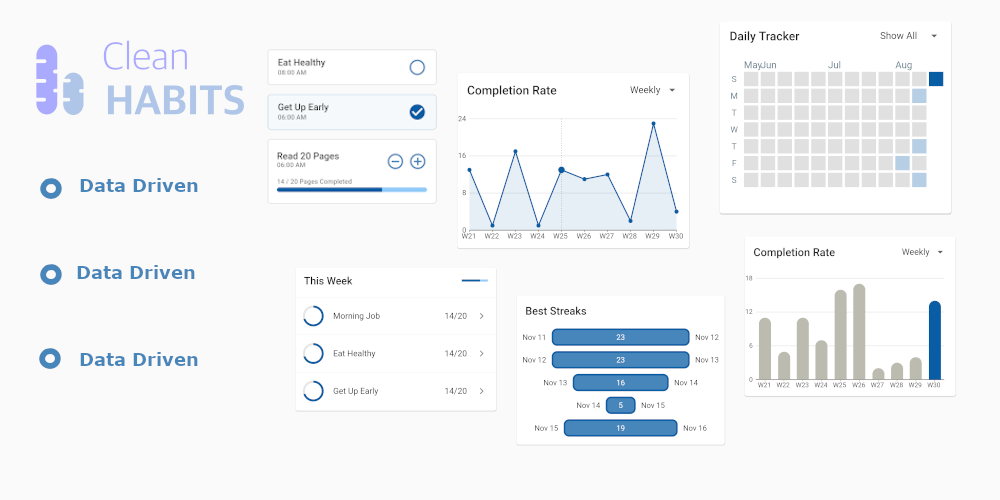 Clean
HABITS
Data Driven
Data Driven
Data Driven
Eat Healthy
08:00 AM
Get Up Early
06:00 AM
Read 20 Pages
06:00 AM
14 / 20 Pages Completed
Completion Rate
Weekly
24
16
8
0
W21 W22 W23 W24 W25 W26 W27 W28 W29 W30
Daily Tracker
Show All
May Jun Jul Aug
S
M
T
W
T
F
S
This Week
Morning Job 14/20
Eat Healthy 14/20
Get Up Early 14/20
Best Streaks
Nov 11 23 Nov 12
Nov 12 23 Nov 13
Nov 13 16 Nov 14
Nov 14 5 Nov 15
Nov 15 19 Nov 16
Completion Rate
Weekly
18
12
6
0
W21 W22 W23 W24 W25 W26 W27 W28 W29 W30